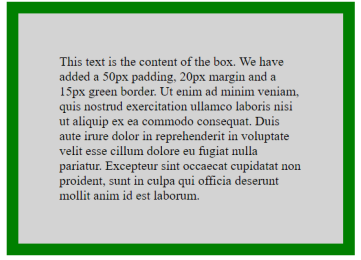 This text is the content of the box. We have
added a 50px padding, 20px margin and a
15px green border. Ut enim ad minim veniam,
quis nostrud exercitation ullamco laboris nisi
ut aliquip ex ea commodo consequat. Duis
aute irure dolor in reprehenderit in voluptate
velit esse cillum dolore eu fugiat nulla
pariatur. Excepteur sint occaecat cupidatat non
proident, sunt in culpa qui officia deserunt
mollit anim id est laborum.